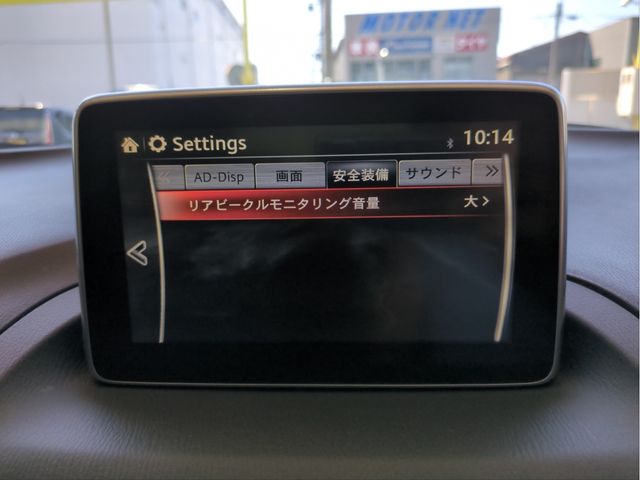 MOTOR NET
Settings
10:14
AD-Disp
画面
安全装備
サウンド
リアビークルモニタリング音量
大